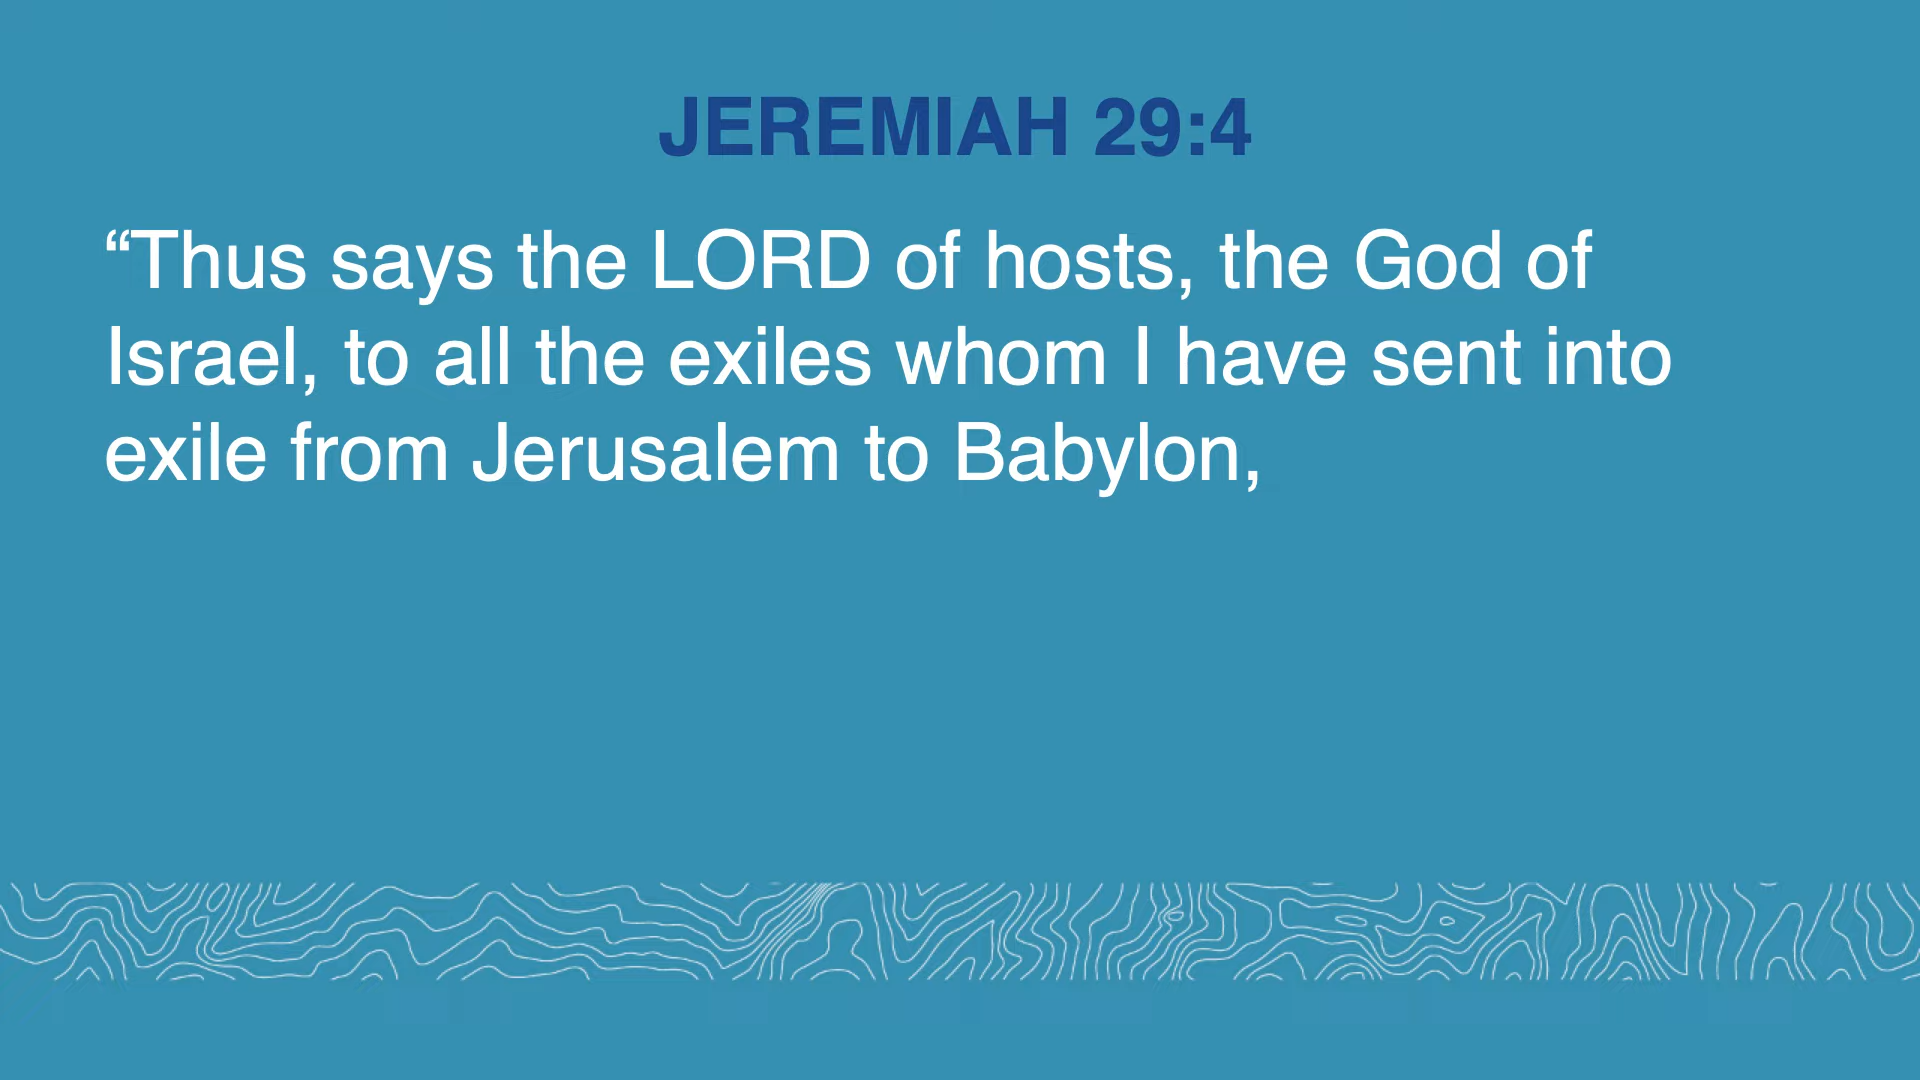 JEREMIAH 29:4
“Thus says the LORD of hosts, the God of
Israel, to all the exiles whom I have sent into
exile from Jerusalem to Babylon,